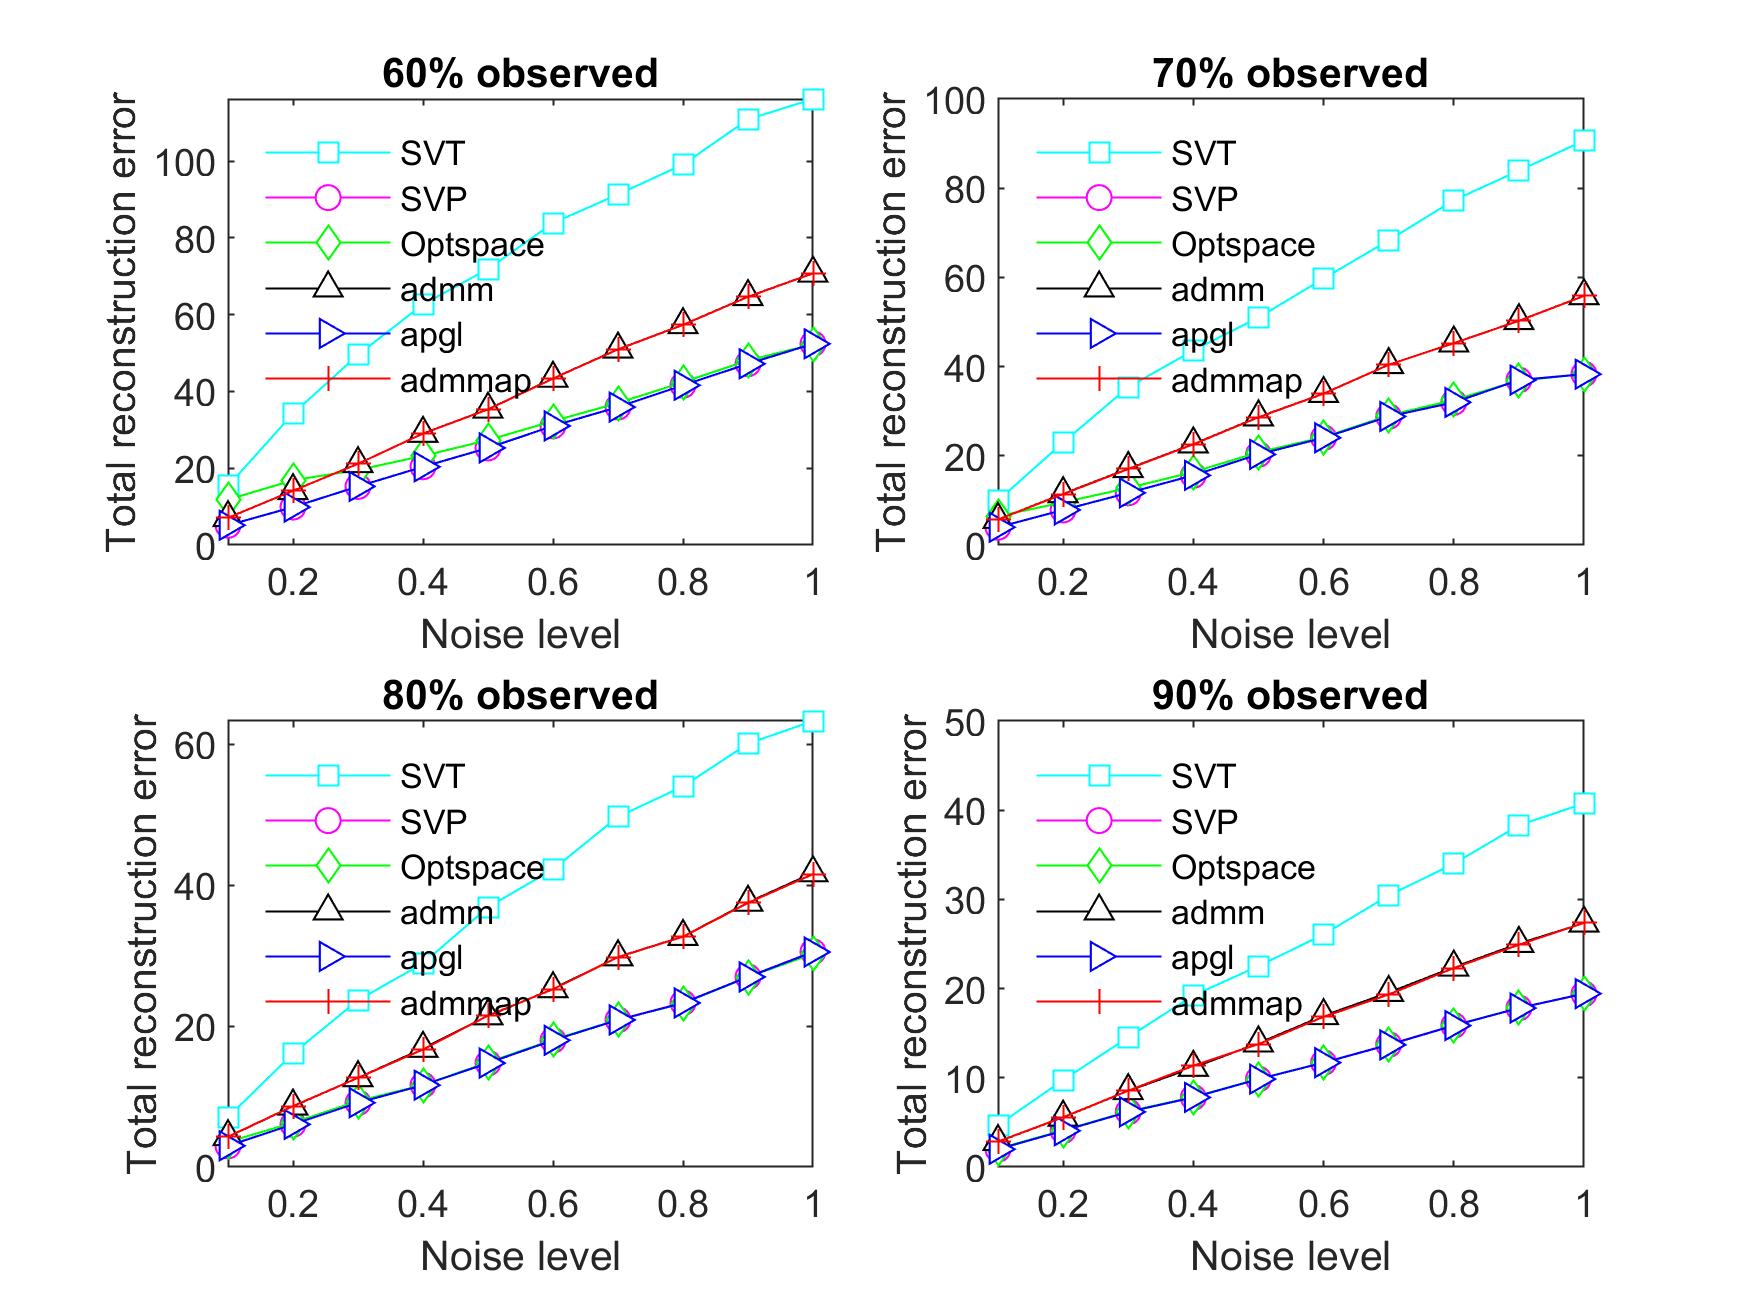 60% observed
Total reconstruction error
100
80
60
40
20
0
SVT
SVP
Optspace
admm
apgl
admmap
0.2 0.4 0.6 0.8 1
Noise level
70% observed
Total reconstruction error
100
80
60
40
20
0
SVT
SVP
Optspace
admm
apgl
admmap
0.2 0.4 0.6 0.8 1
Noise level
80% observed
Total reconstruction error
60
40
20
0
SVT
SVP
Optspace
admm
apgl
admmap
0.2 0.4 0.6 0.8 1
Noise level
90% observed
Total reconstruction error
50
40
30
20
10
0
SVT
SVP
Optspace
admm
apgl
admmap
0.2 0.4 0.6 0.8 1
Noise level